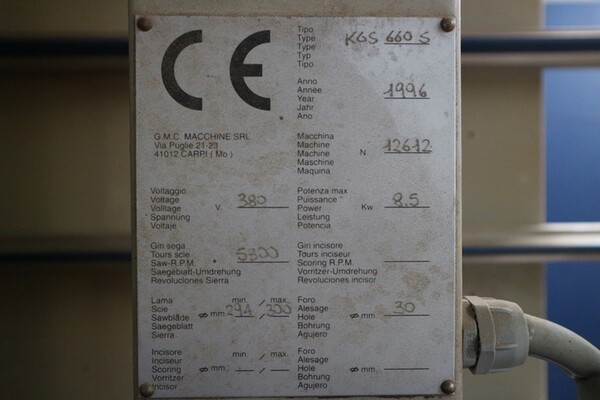 CE
Tipo
Type
Type
Typ
Tipo
KGS 660 S
Anno
Année
Year
Jahr
Ano
1996
G.M.C. MACCHINE SRL
Via Puglie 21-23
41012 CARPI ( Mo )
Macchina
Machine
Machine N 12612
Maschine
Maquina
Voltaggio
Voltage
Volltage V. 380
Spannung
Voltaje
Potenza max
Puissance "
Power Kw 8.5
Leistung
Potencia
Giri sega
Tours scie 5300
Saw-R.P.M.
Saegeblatt-Umdrehung
Revoluciones Sierra
Giri incisore
Tours inciseur
Scoring R.P.M.
Vorritzer-Umdrehung
Revoluciones incisor
Lama min. / max.
Scie
Sawblade ø mm. 294 / 300
Saegeblatt
Sierra
Foro
Alesage
Hole ø mm. 30
Bohrung
Agujero
Incisore min. / max.
Inciseur
Scoring ø mm. /
Vorritzer
Incisor
Foro
Alesage
Hole ø mm.
Bohrung
Agujero